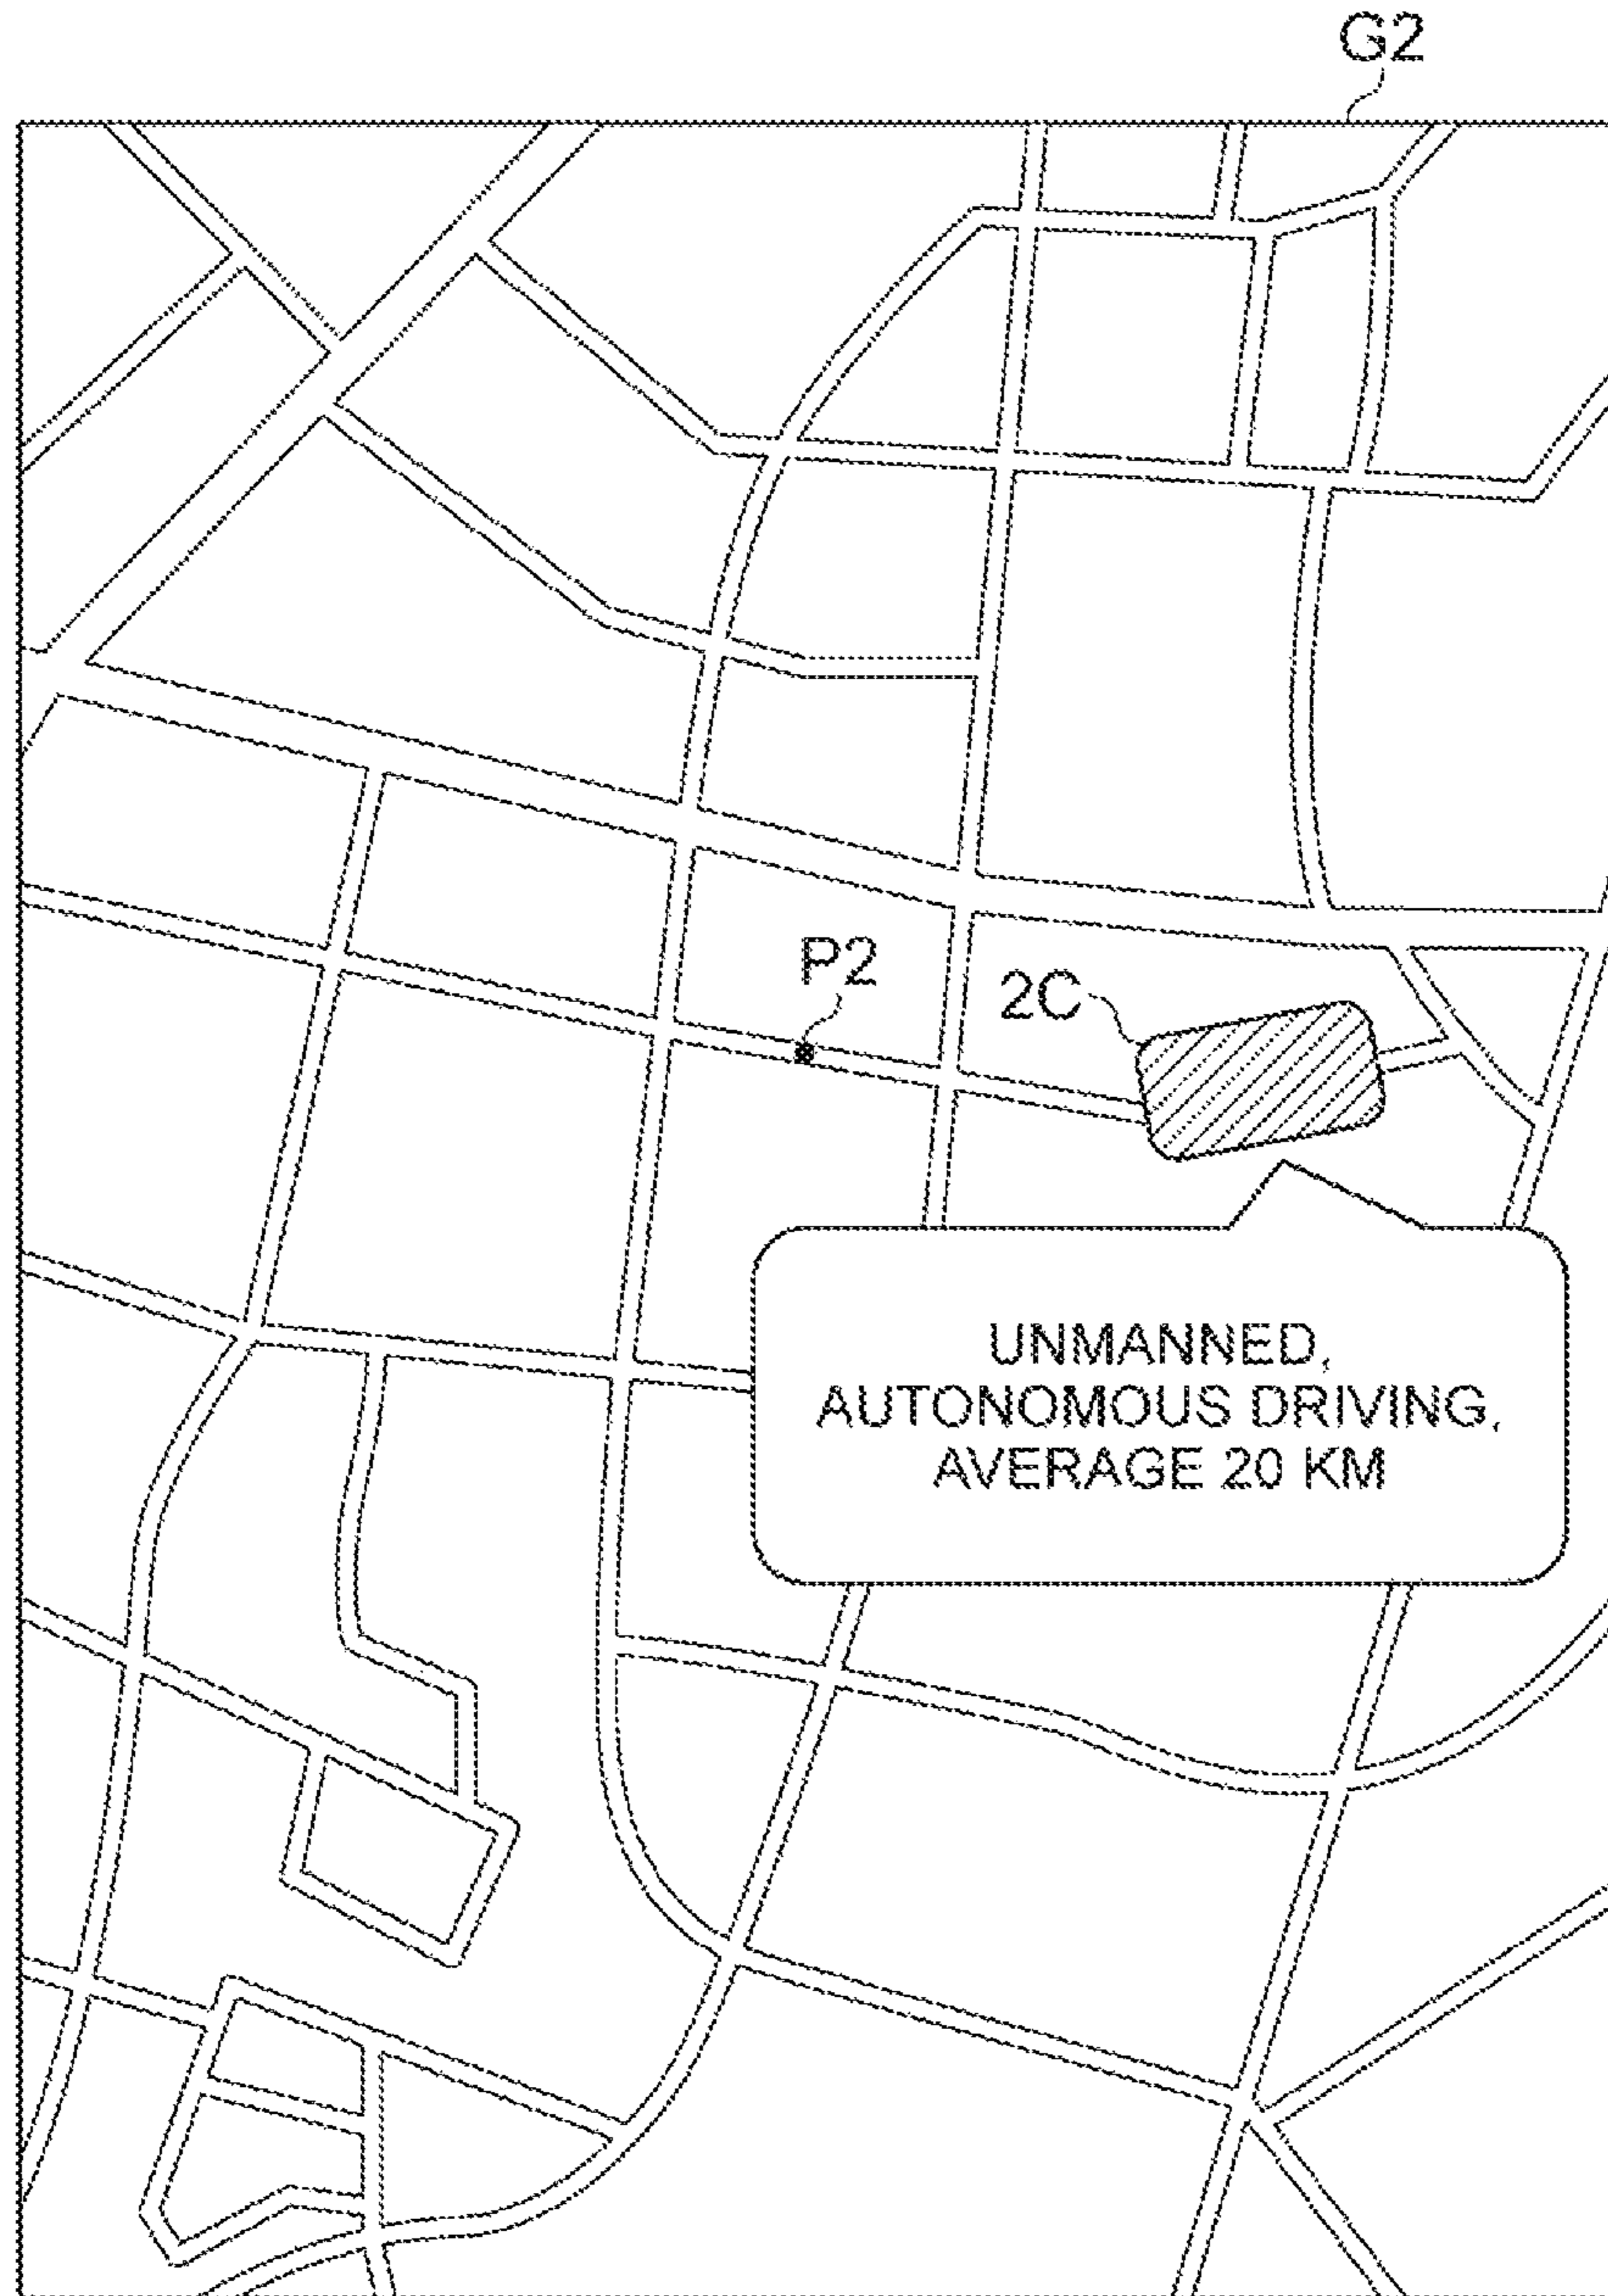 G2
P2
2C
UNMANNED,
AUTONOMOUS DRIVING,
AVERAGE 20 KM